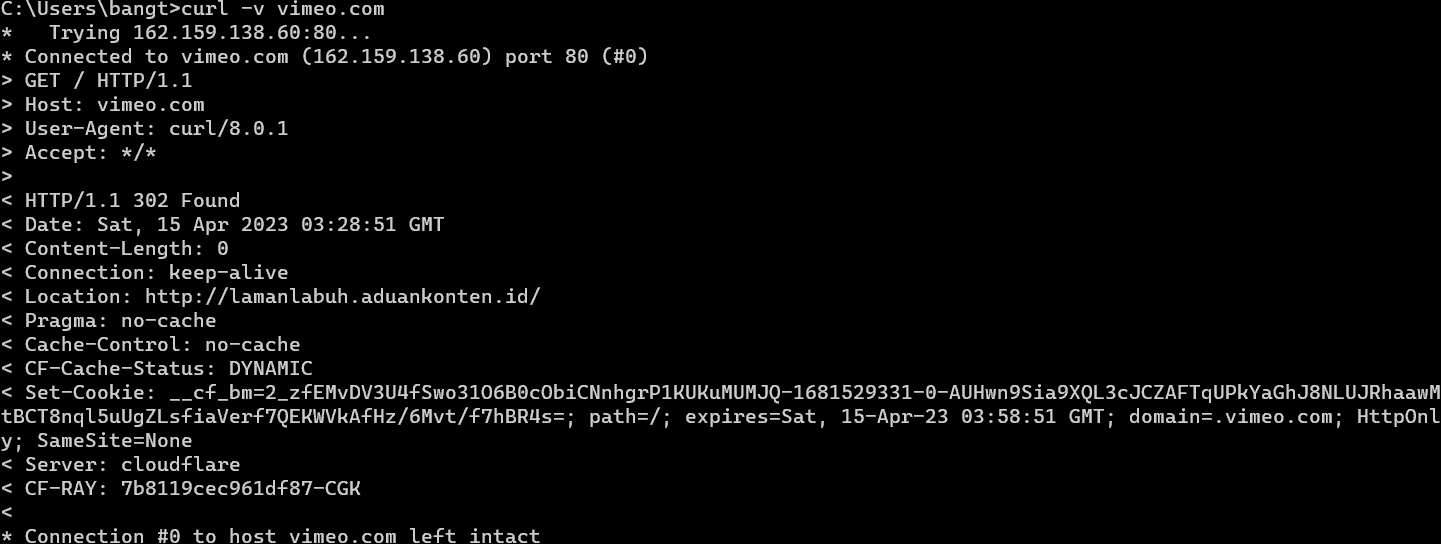 C:\Users\bangt>curl -v vimeo.com
*   Trying 162.159.138.60:80...
* Connected to vimeo.com (162.159.138.60) port 80 (#0)
> GET / HTTP/1.1
> Host: vimeo.com
> User-Agent: curl/8.0.1
> Accept: */*
>
< HTTP/1.1 302 Found
< Date: Sat, 15 Apr 2023 03:28:51 GMT
< Content-Length: 0
< Connection: keep-alive
< Location: http://lamanlabuh.aduankonten.id/
< Pragma: no-cache
< Cache-Control: no-cache
< CF-Cache-Status: DYNAMIC
< Set-Cookie: __cf_bm=2_zfEMvDV3U4fSwo31O6B0cObiCNnhgrP1KUKuMUMJQ-1681529331-0-AUHwn9Sia9XQL3cJCZAFTqUPkYaGhJ8NLUJRhaawM
tBCT8nql5uUgZLsfiaVerf7QEKWVkAfHz/6Mvt/f7hBR4s=; path=/; expires=Sat, 15-Apr-23 03:58:51 GMT; domain=.vimeo.com; HttpOnl
y; SameSite=None
< Server: cloudflare
< CF-RAY: 7b8119cec961df87-CGK
<
* Connection #0 to host vimeo.com left intact